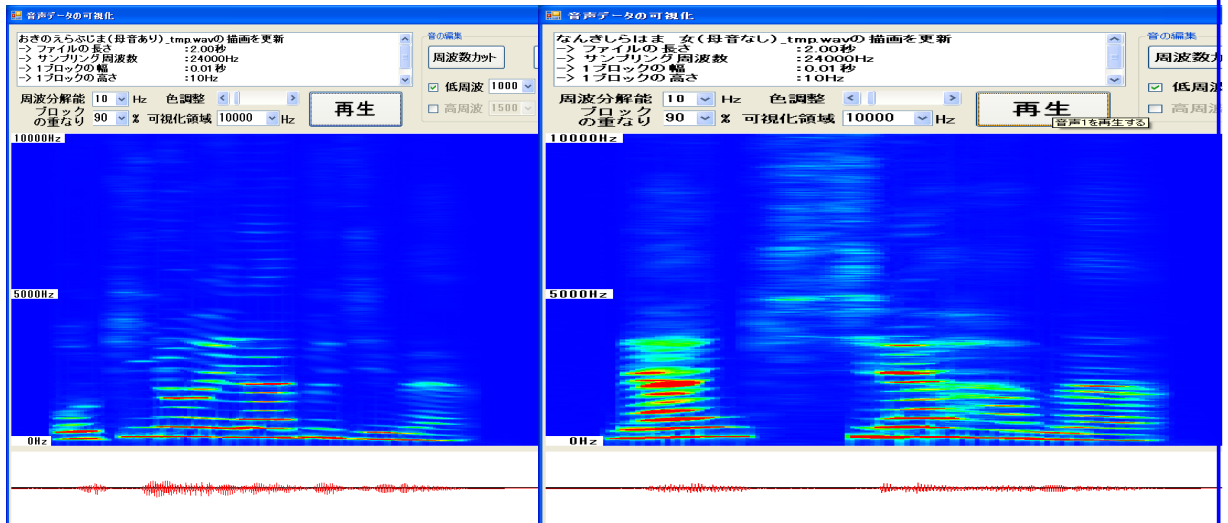 音声データの可視化
おきのえらぶじま(母音あり)_tmp.wavの描画を更新
-> ファイルの長さ :2.00秒
-> サンプリング周波数 :24000Hz
-> 1ブロックの幅 :0.01秒
-> 1ブロックの高さ :10Hz
音の編集
周波数カット
低周波 1000
高周波 1500
周波分解能 10 Hz 色調整
ブロックの重なり 90 % 可視化領域 10000 Hz
再生
10000Hz
5000Hz
0Hz
音声データの可視化
なんきしらはま 女(母音なし)_tmp.wavの描画を更新
-> ファイルの長さ :2.00秒
-> サンプリング周波数 :24000Hz
-> 1ブロックの幅 :0.01秒
-> 1ブロックの高さ :10Hz
音の編集
周波数カ
低周波
高周波
周波分解能 10 Hz 色調整
ブロックの重なり 90 % 可視化領域 10000 Hz
再生
音声1を再生する
10000Hz
5000Hz
0Hz